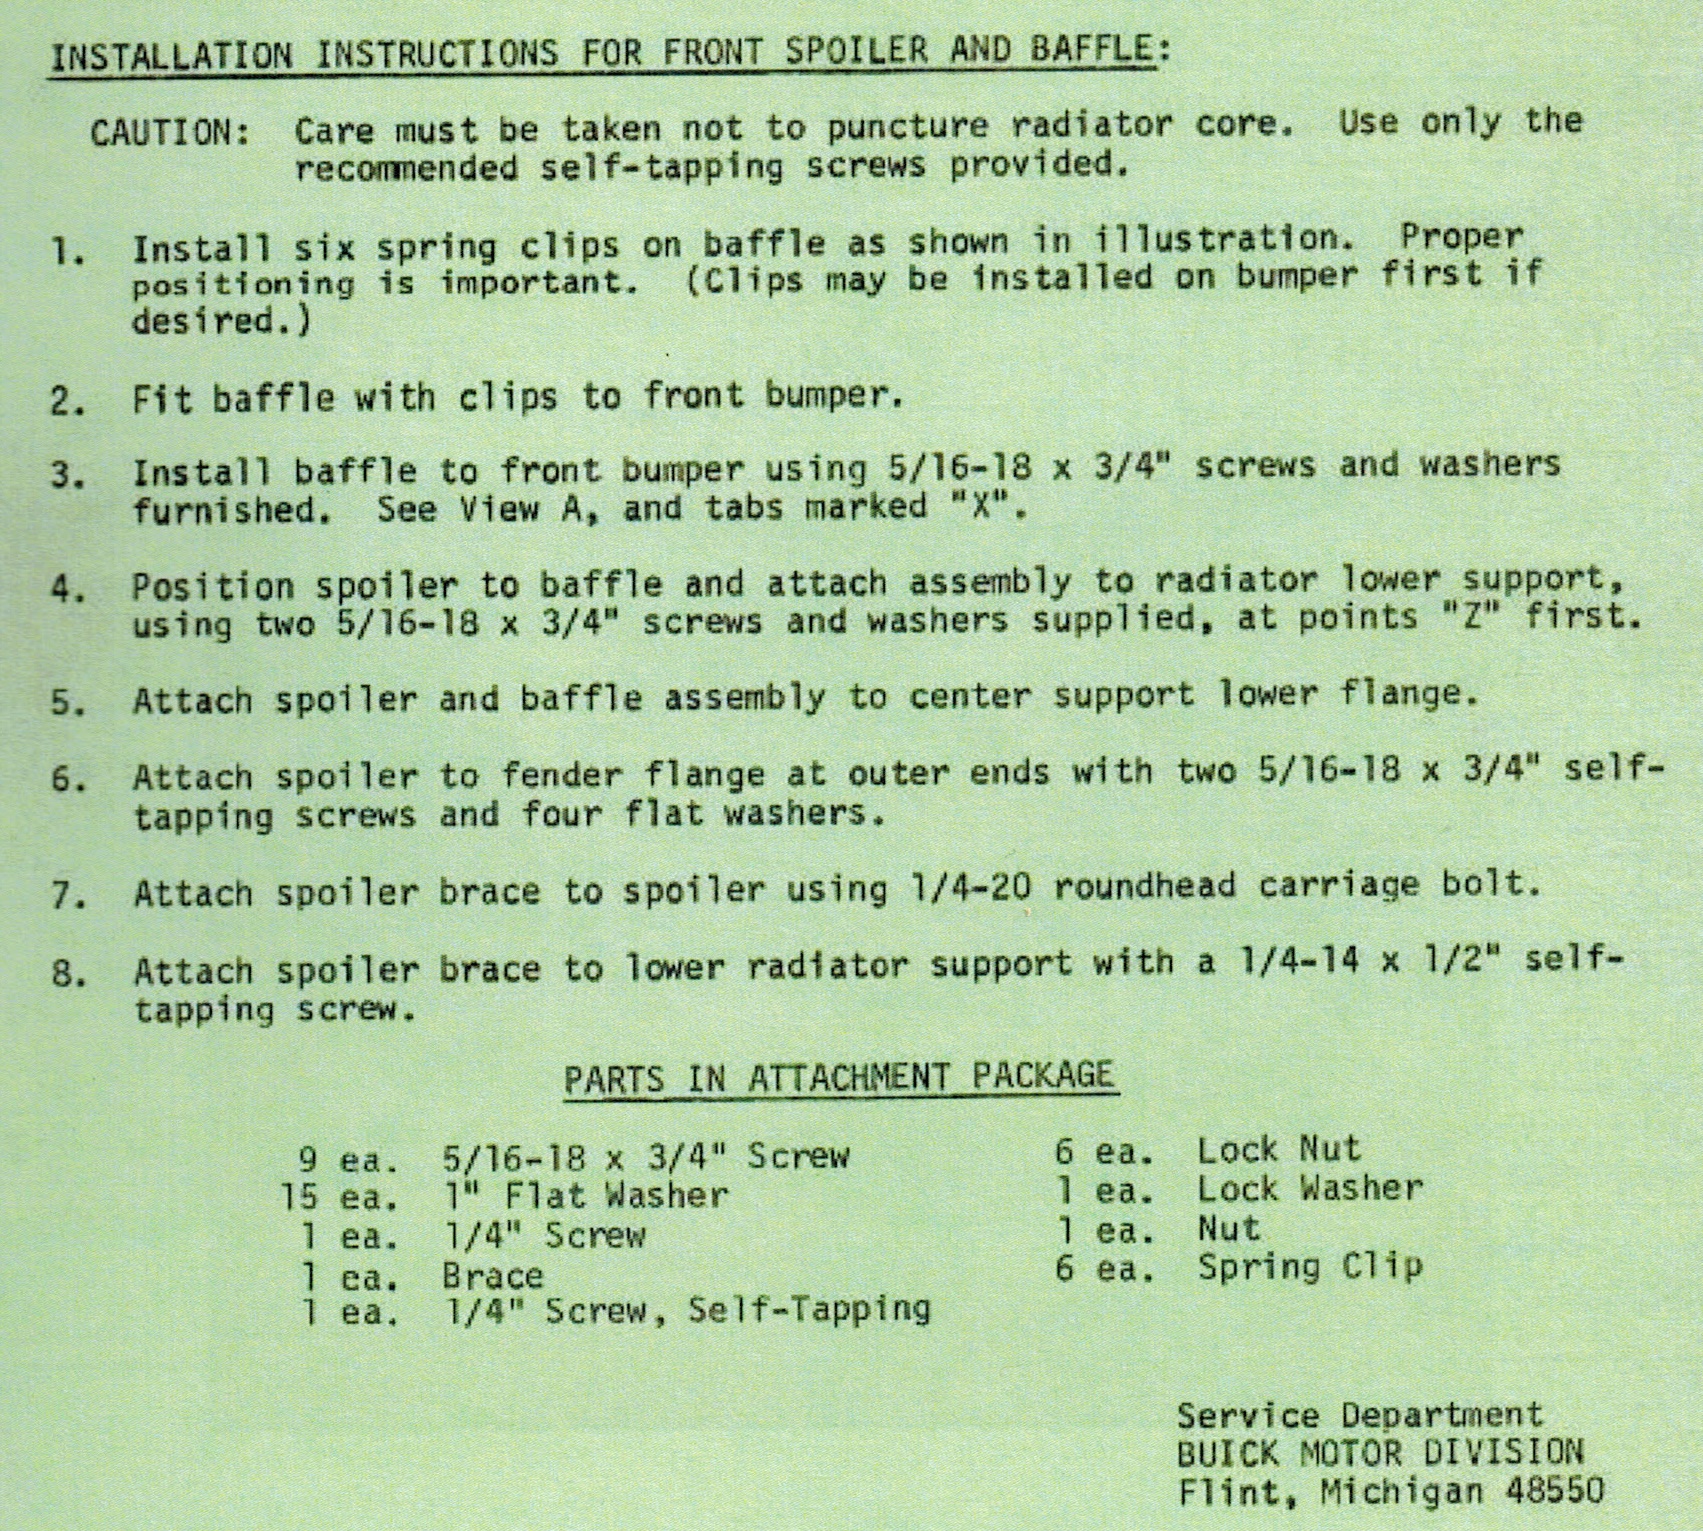 INSTALLATION INSTRUCTIONS FOR FRONT SPOILER AND BAFFLE:
CAUTION: Care must be taken not to puncture radiator core. Use only the
recommended self-tapping screws provided.
1. Install six spring clips on baffle as shown in illustration. Proper
positioning is important. (Clips may be installed on bumper first if
desired.)
2. Fit baffle with clips to front bumper.
3. Install baffle to front bumper using 5/16-18 x 3/4" screws and washers
furnished. See View A, and tabs marked "X".
4. Position spoiler to baffle and attach assembly to radiator lower support,
using two 5/16-18 x 3/4" screws and washers supplied, at points "Z" first.
5. Attach spoiler and baffle assembly to center support lower flange.
6. Attach spoiler to fender flange at outer ends with two 5/16-18 x 3/4" self-
tapping screws and four flat washers.
7. Attach spoiler brace to spoiler using 1/4-20 roundhead carriage bolt.
8. Attach spoiler brace to lower radiator support with a 1/4-14 x 1/2" self-
tapping screw.
PARTS IN ATTACHMENT PACKAGE
9 ea. 5/16-18 x 3/4" Screw
15 ea. 1" Flat Washer
1 ea. 1/4" Screw
1 ea. Brace
1 ea. 1/4" Screw, Self-Tapping
6 ea. Lock Nut
1 ea. Lock Washer
1 ea. Nut
6 ea. Spring Clip
Service Department
BUICK MOTOR DIVISION
Flint, Michigan 48550